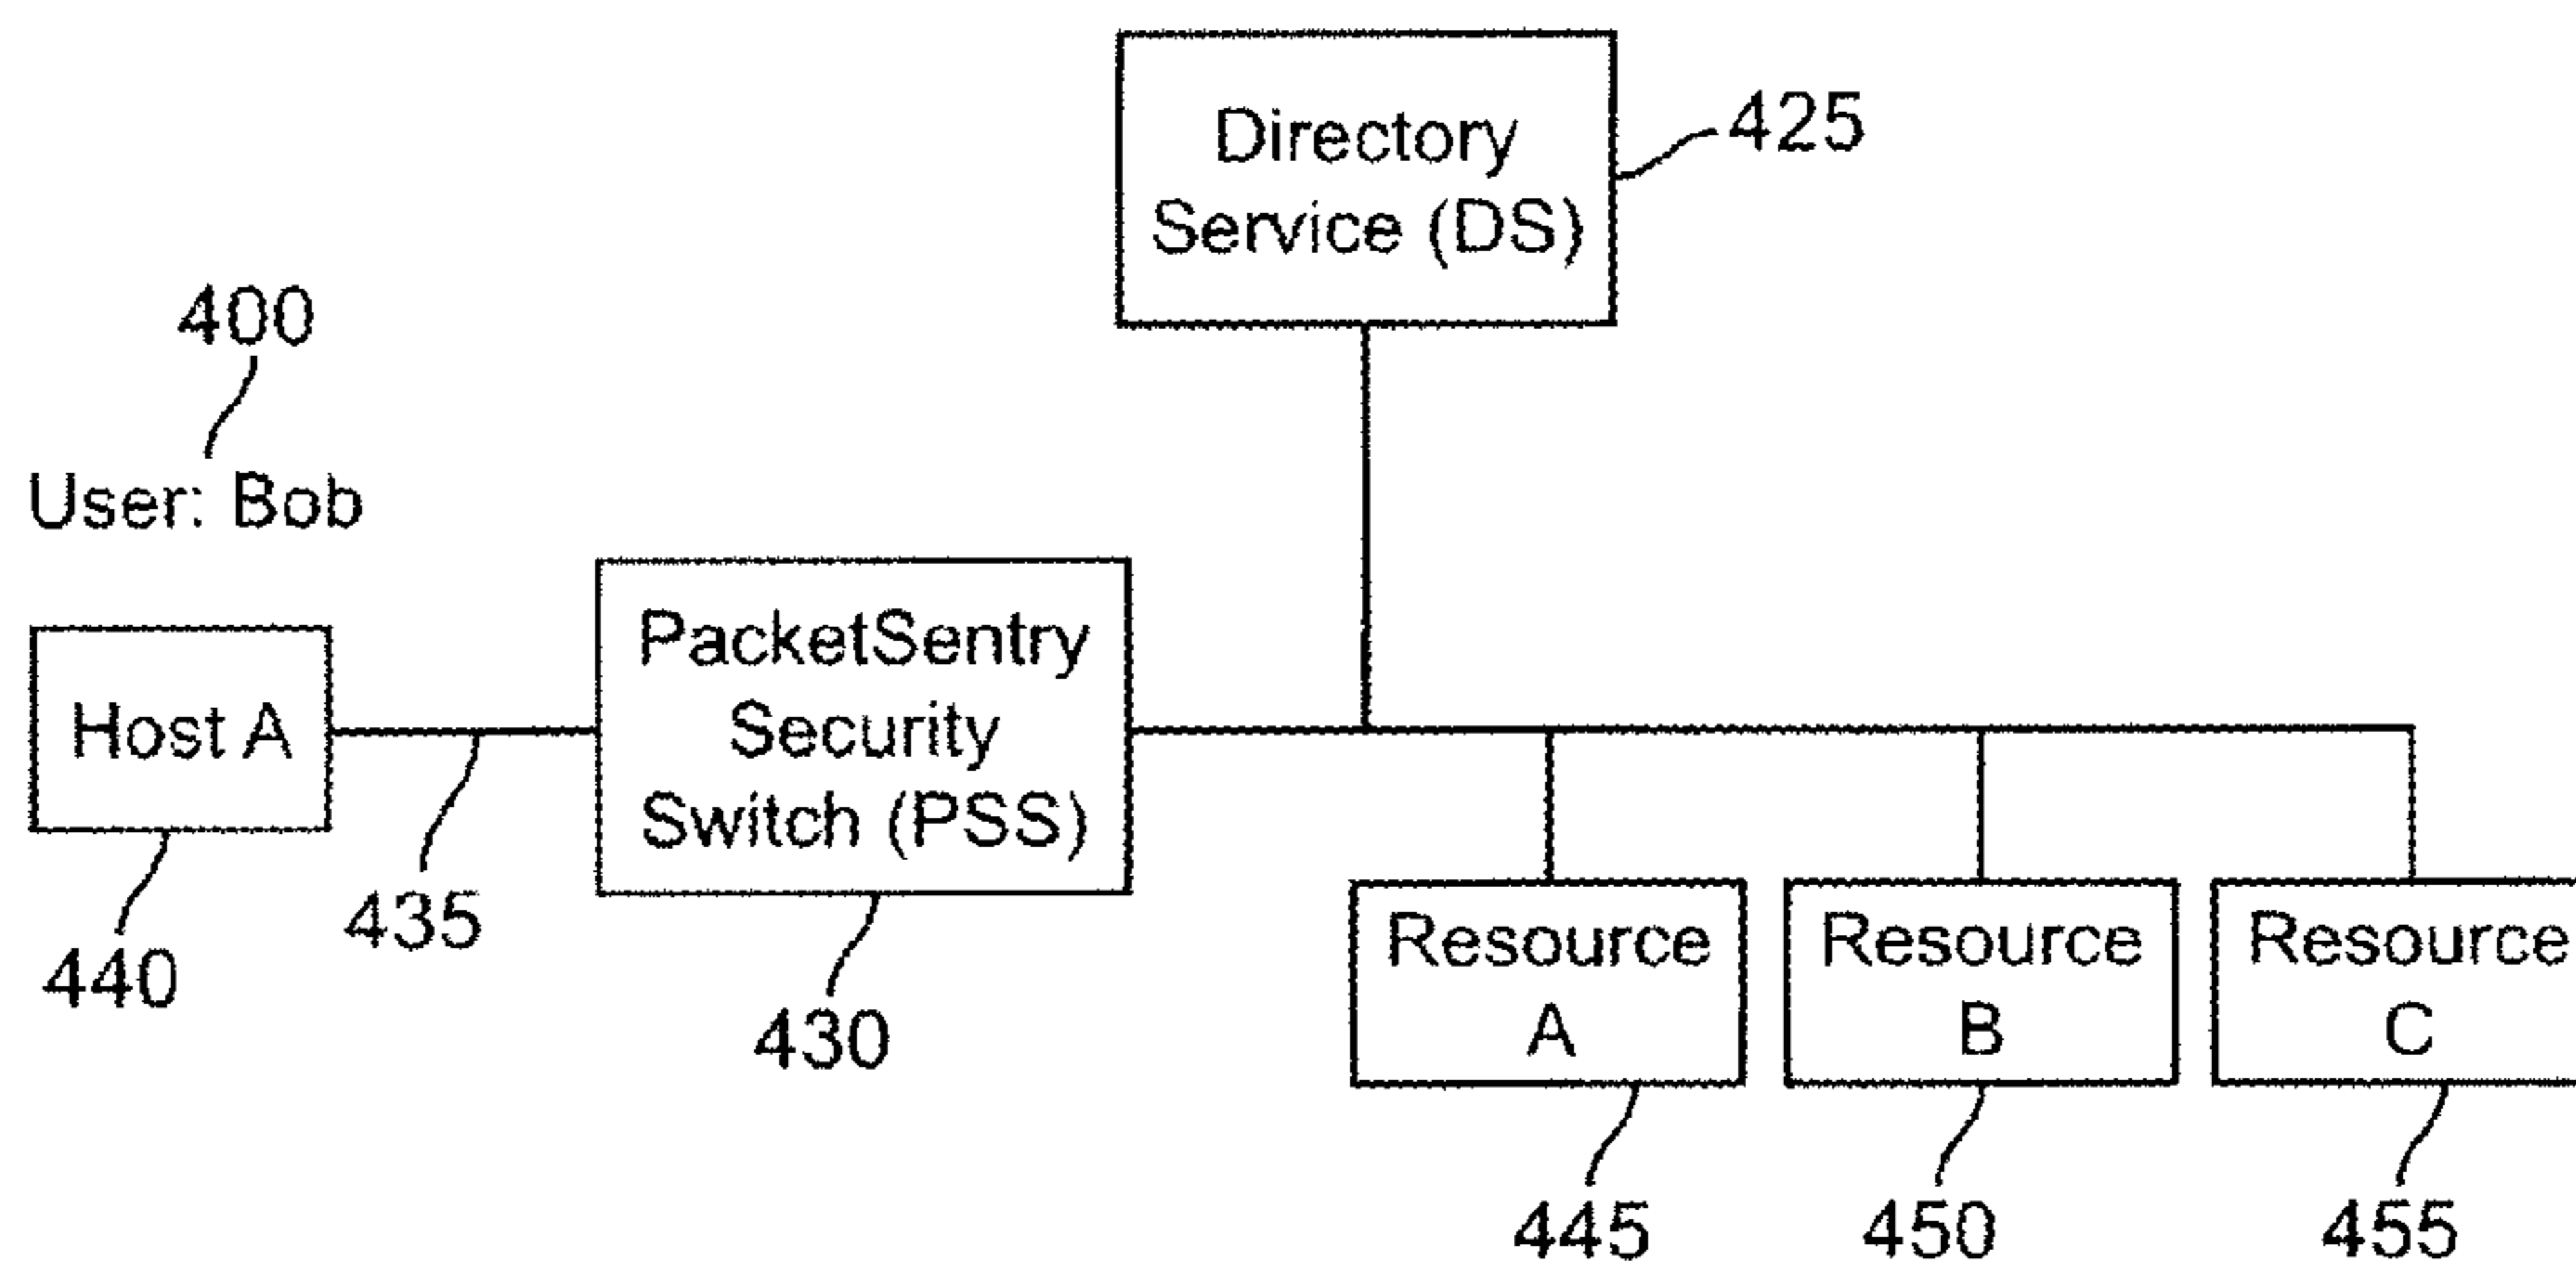 Directory
Service (DS)
425
400
User: Bob
Host A
440
435
PacketSentry
Security
Switch (PSS)
430
Resource
A
445
Resource
B
450
Resource
C
455